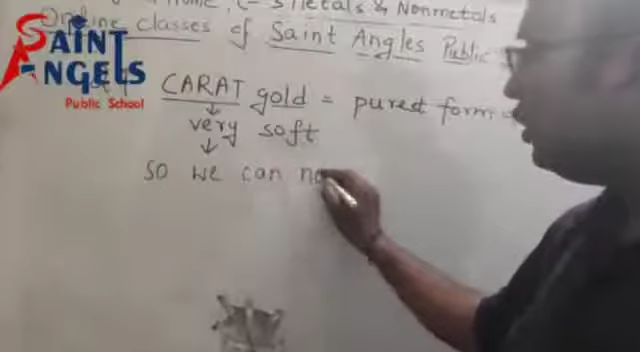 Metals & Nonmetals
Online classes of Saint Angles Public
SAINT
ANGELS
Public School
CARAT gold = purest form
↓
very soft
↓
so we can no